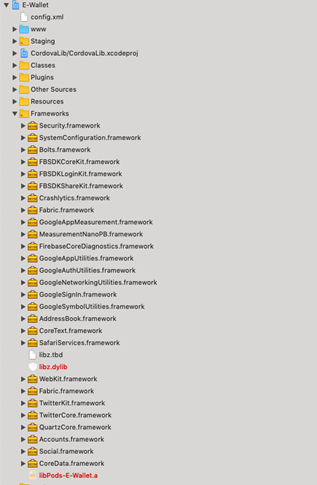 E-Wallet
config.xml
www
Staging
CordovaLib/CordovaLib.xcodeproj
Classes
Plugins
Other Sources
Resources
Frameworks
Security.framework
SystemConfiguration.framework
Bolts.framework
FBSDKCoreKit.framework
FBSDKLoginKit.framework
FBSDKShareKit.framework
Crashlytics.framework
Fabric.framework
GoogleAppMeasurement.framework
MeasurementNanoPB.framework
FirebaseCoreDiagnostics.framework
GoogleAppUtilities.framework
GoogleAuthUtilities.framework
GoogleNetworkingUtilities.framework
GoogleSignIn.framework
GoogleSymbolUtilities.framework
AddressBook.framework
CoreText.framework
SafariServices.framework
libz.tbd
libz.dylib
WebKit.framework
Fabric.framework
TwitterKit.framework
TwitterCore.framework
QuartzCore.framework
Accounts.framework
Social.framework
CoreData.framework
libPods-E-Wallet.a